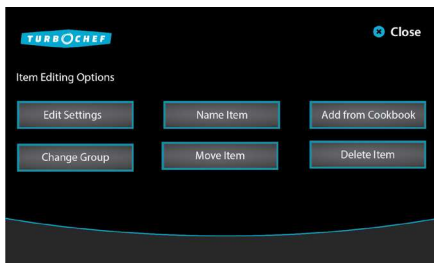 TURBOCHEF
Close
Item Editing Options
Edit Settings
Name Item
Add from Cookbook
Change Group
Move Item
Delete Item